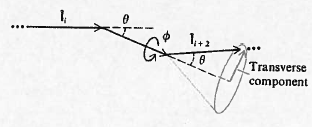 l_i
θ
φ
l_{i+2}
θ
Transverse
component